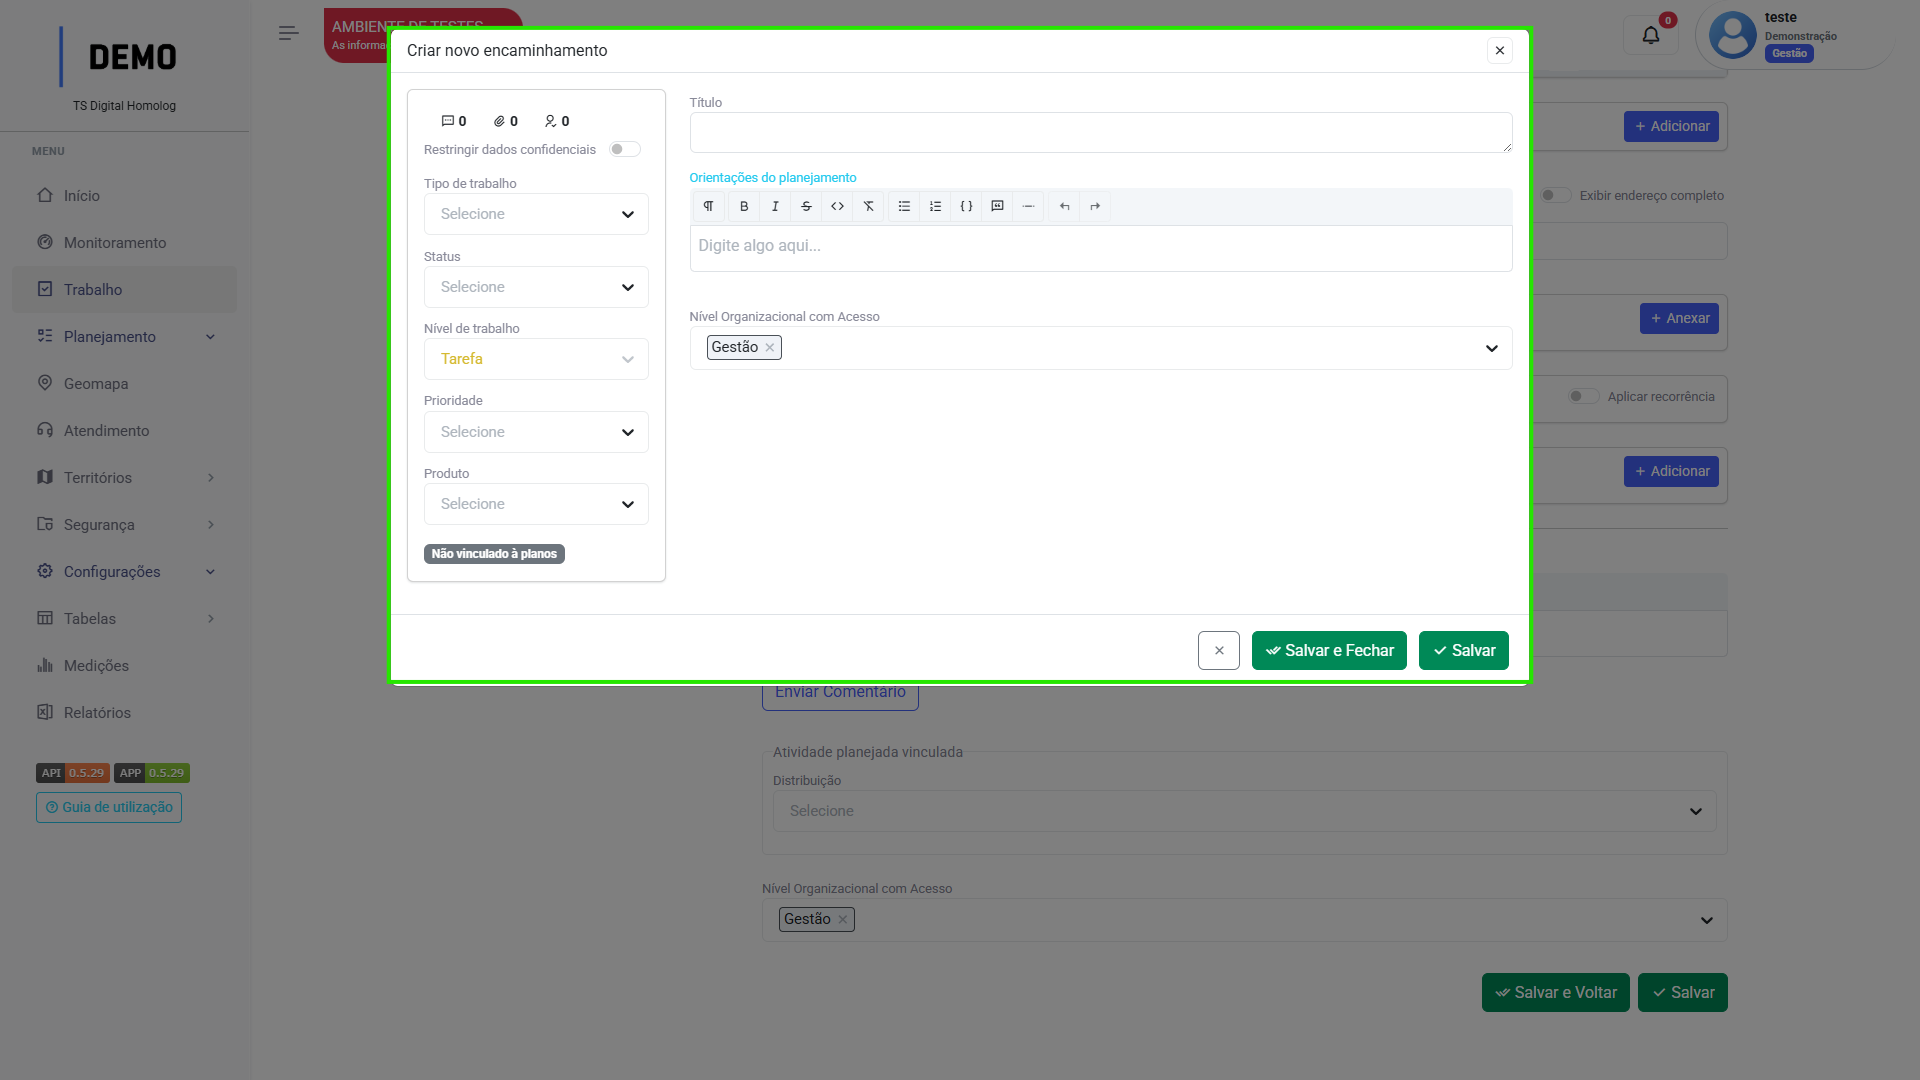 DEMO
TS Digital Homolog
MENU
Início
Monitoramento
Trabalho
Planejamento
Geomapa
Atendimento
Territórios
Segurança
Configurações
Tabelas
Medições
Relatórios
API 0.5.29 APP 0.5.29
Guia de utilização
AMBIENTE DE TESTES
As informa
0
teste
Demonstração
Gestão
Criar novo encaminhamento
0 0 0
Restringir dados confidenciais
Tipo de trabalho
Selecione
Status
Selecione
Nível de trabalho
Tarefa
Prioridade
Selecione
Produto
Selecione
Não vinculado à planos
Título
Orientações do planejamento
Digite algo aqui...
Nível Organizacional com Acesso
Gestão
Salvar e Fechar
Salvar
Adicionar
Exibir endereço completo
Anexar
Aplicar recorrência
Adicionar
Enviar Comentário
Atividade planejada vinculada
Distribuição
Selecione
Nível Organizacional com Acesso
Gestão
Salvar e Voltar
Salvar